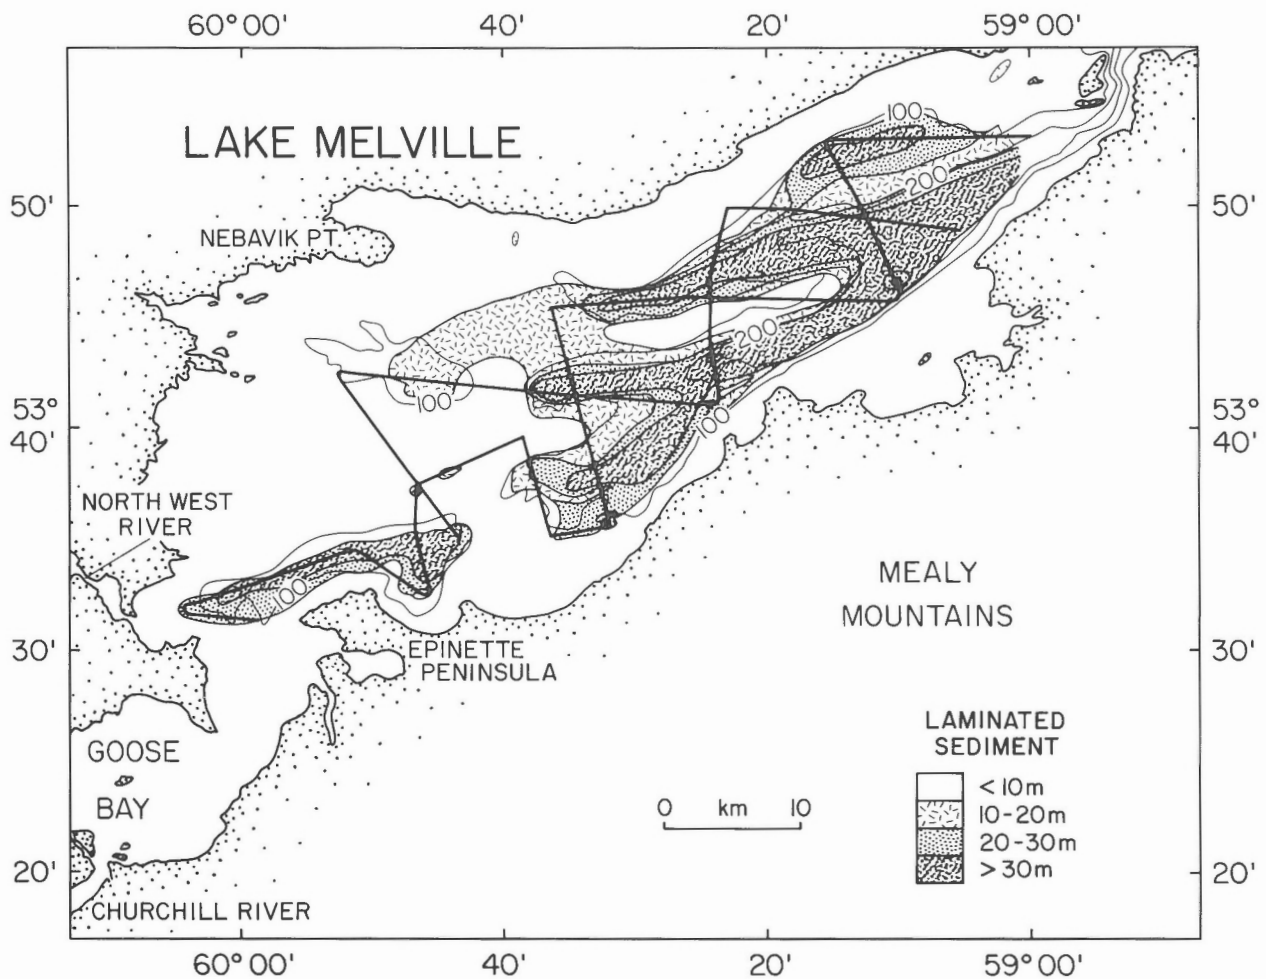 60°00'
40'
20'
59°00'
LAKE MELVILLE
100
200
50'
50'
NEBAVIK PT.
200
100
53°
40'
53°
40'
100
NORTH WEST
RIVER
MEALY
MOUNTAINS
100
30'
30'
EPINETTE
PENINSULA
LAMINATED
SEDIMENT
<10m
10-20m
20-30m
>30m
GOOSE
BAY
0 km 10
20'
20'
CHURCHILL RIVER
60°00'
40'
20'
59°00'